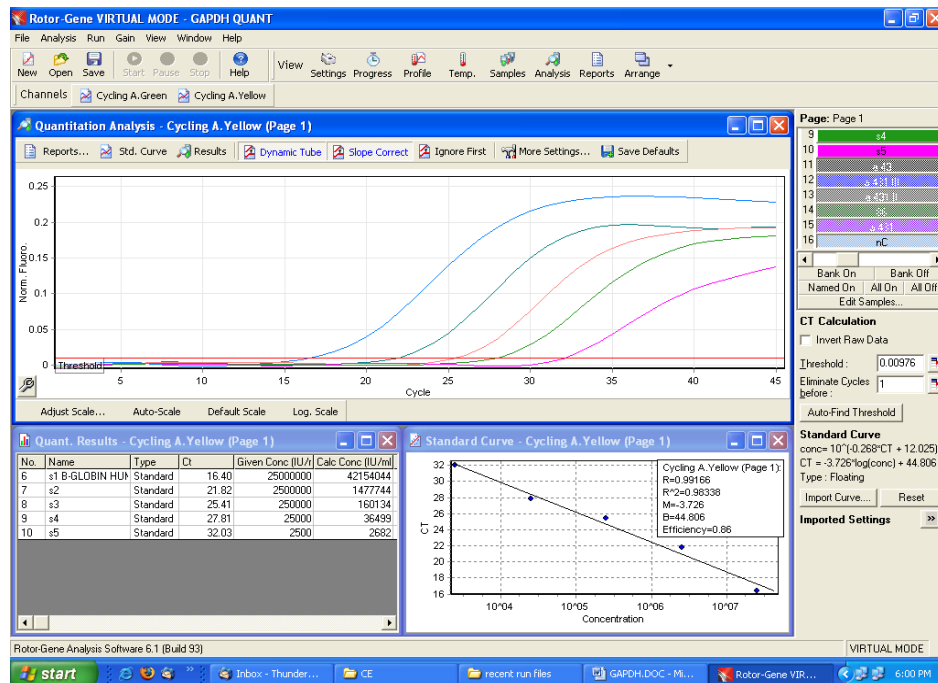 Rotor-Gene VIRTUAL MODE - GAPDH QUANT
File Analysis Run Gain View Window Help
New Open Save Start Pause Stop Help View Settings Progress Profile Temp. Samples Analysis Reports Arrange
Channels Cycling A.Green Cycling A.Yellow
Quantitation Analysis - Cycling A.Yellow (Page 1)
Reports... Std. Curve Results Dynamic Tube Slope Correct Ignore First More Settings... Save Defaults
Norm. Fluoro.
0.25
0.2
0.15
0.1
0.05
0
Threshold
5 10 15 20 25 30 35 40 45
Cycle
Adjust Scale... Auto-Scale Default Scale Log. Scale
Page: Page 1
9 s4
10 s5
11 a 43
12
13
14
15 a 431
16 nC
Bank On Bank Off
Named On All On All Off
Edit Samples...
CT Calculation
Invert Raw Data
Threshold : 0.00976
Eliminate Cycles before : 1
Auto-Find Threshold
Standard Curve
conc= 10^(-0.268*CT + 12.025)
CT = -3.726*log(conc) + 44.806
Type : Floating
Import Curve.... Reset
Imported Settings >>
Quant. Results - Cycling A.Yellow (Page 1)
No. Name Type Ct Given Conc (IU/r Calc Conc (IU/ml
6 s1 B-GLOBIN HUM Standard 16.40 25000000 42154044
7 s2 Standard 21.82 2500000 1477744
8 s3 Standard 25.41 250000 160134
9 s4 Standard 27.81 25000 36499
10 s5 Standard 32.03 2500 2682
Standard Curve - Cycling A.Yellow (Page 1)
CT
32
30
28
26
24
22
20
18
16
10^04 10^05 10^06 10^07
Concentration
Cycling A.Yellow (Page 1):
R=0.99166
R^2=0.98338
M=-3.726
B=44.806
Efficiency=0.86
Rotor-Gene Analysis Software 6.1 (Build 93) VIRTUAL MODE
start Inbox - Thunder... CE recent run files GAPDH.DOC - Mi... Rotor-Gene VIR... 6:00 PM